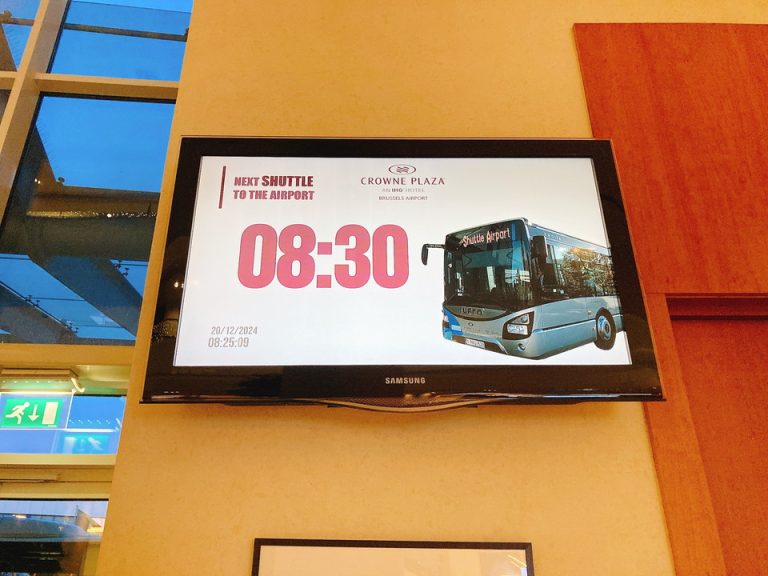 NEXT SHUTTLE
TO THE AIRPORT
CROWNE PLAZA
AN IHG HOTEL
BRUSSELS AIRPORT
08:30
Shuttle Airport
IVECO
20/12/2024
08:25:09
SAMSUNG